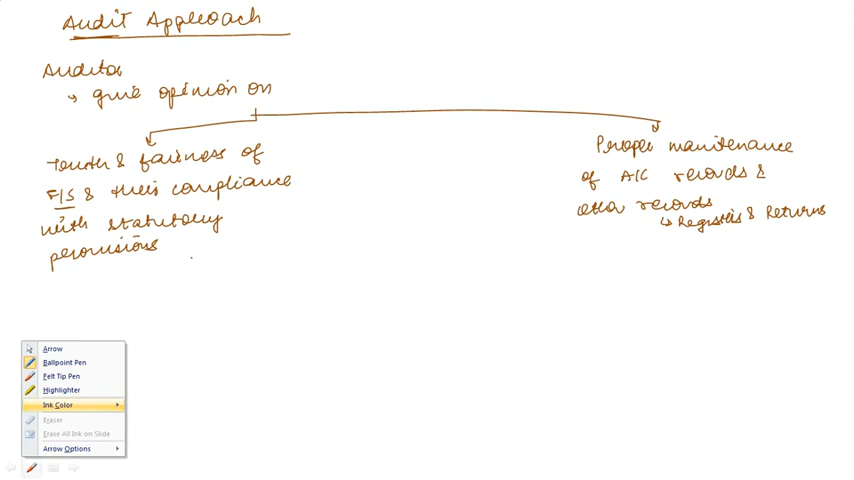 Audit Approach
Auditor
→ give opinion on
Truth & fairness of
F/S & their compliance
with statutory
provisions
Proper maintenance
of A/C records &
other records
↳ Registers & Returns
Arrow
Ballpoint Pen
Felt Tip Pen
Highlighter
Ink Color
Eraser
Erase All Ink on Slide
Arrow Options